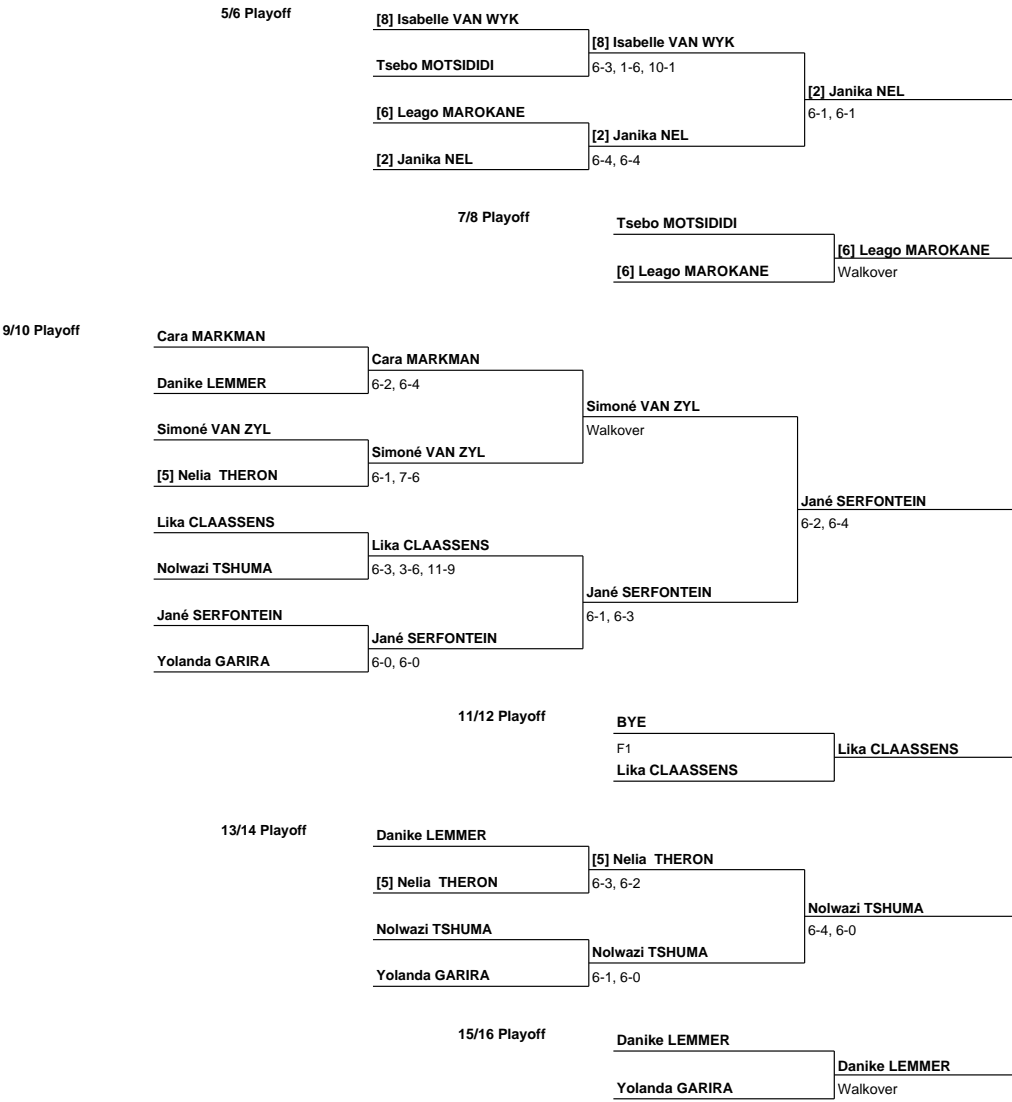 5/6 Playoff
[8] Isabelle VAN WYK
[8] Isabelle VAN WYK
Tsebo MOTSIDIDI
6-3, 1-6, 10-1
[2] Janika NEL
[6] Leago MAROKANE
6-1, 6-1
[2] Janika NEL
[2] Janika NEL
6-4, 6-4
7/8 Playoff
Tsebo MOTSIDIDI
[6] Leago MAROKANE
[6] Leago MAROKANE
Walkover
9/10 Playoff
Cara MARKMAN
Cara MARKMAN
Danike LEMMER
6-2, 6-4
Simoné VAN ZYL
Simoné VAN ZYL
Walkover
Simoné VAN ZYL
[5] Nelia  THERON
6-1, 7-6
Jané SERFONTEIN
Lika CLAASSENS
6-2, 6-4
Lika CLAASSENS
Nolwazi TSHUMA
6-3, 3-6, 11-9
Jané SERFONTEIN
Jané SERFONTEIN
6-1, 6-3
Jané SERFONTEIN
Yolanda GARIRA
6-0, 6-0
11/12 Playoff
BYE
F1
Lika CLAASSENS
Lika CLAASSENS
13/14 Playoff
Danike LEMMER
[5] Nelia  THERON
[5] Nelia  THERON
6-3, 6-2
Nolwazi TSHUMA
Nolwazi TSHUMA
6-4, 6-0
Nolwazi TSHUMA
Yolanda GARIRA
6-1, 6-0
15/16 Playoff
Danike LEMMER
Danike LEMMER
Yolanda GARIRA
Walkover